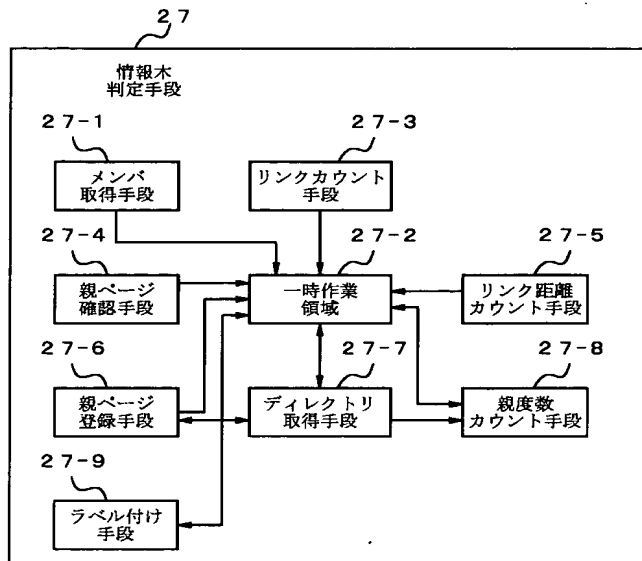 27
情報木
判定手段
27-1
メンバ
取得手段
27-3
リンクカウント
手段
27-4
親ページ
確認手段
27-2
一時作業
領域
27-5
リンク距離
カウント手段
27-6
親ページ
登録手段
27-7
ディレクトリ
取得手段
27-8
親度数
カウント手段
27-9
ラベル付け
手段